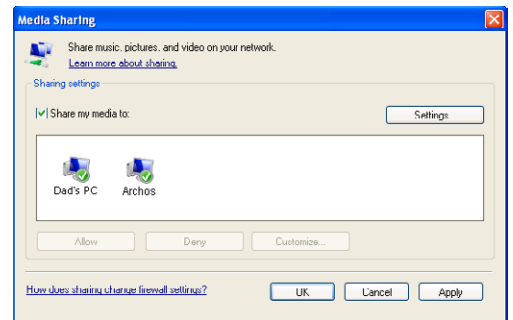 Media Sharing
Share music, pictures, and video on your network.
Learn more about sharing.
Sharing settings
Share my media to:
Settings
Dad's PC
Archos
Allow
Deny
Customize...
How does sharing change firewall settings?
OK
Cancel
Apply